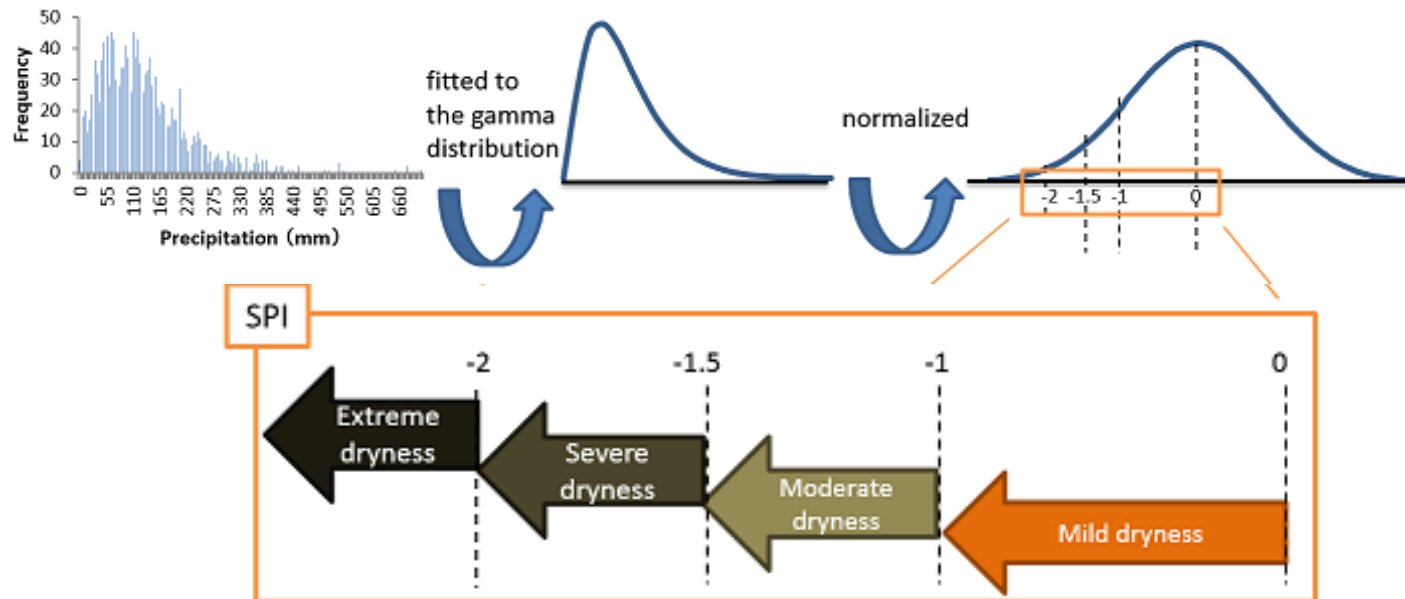 50
40
30
20
10
0
Frequency
0
55
110
165
220
275
330
385
440
495
550
605
660
Precipitation (mm)
fitted to
the gamma
distribution
normalized
-2 -1.5 -1 0
SPI
-2 -1.5 -1 0
Extreme
dryness
Severe
dryness
Moderate
dryness
Mild dryness